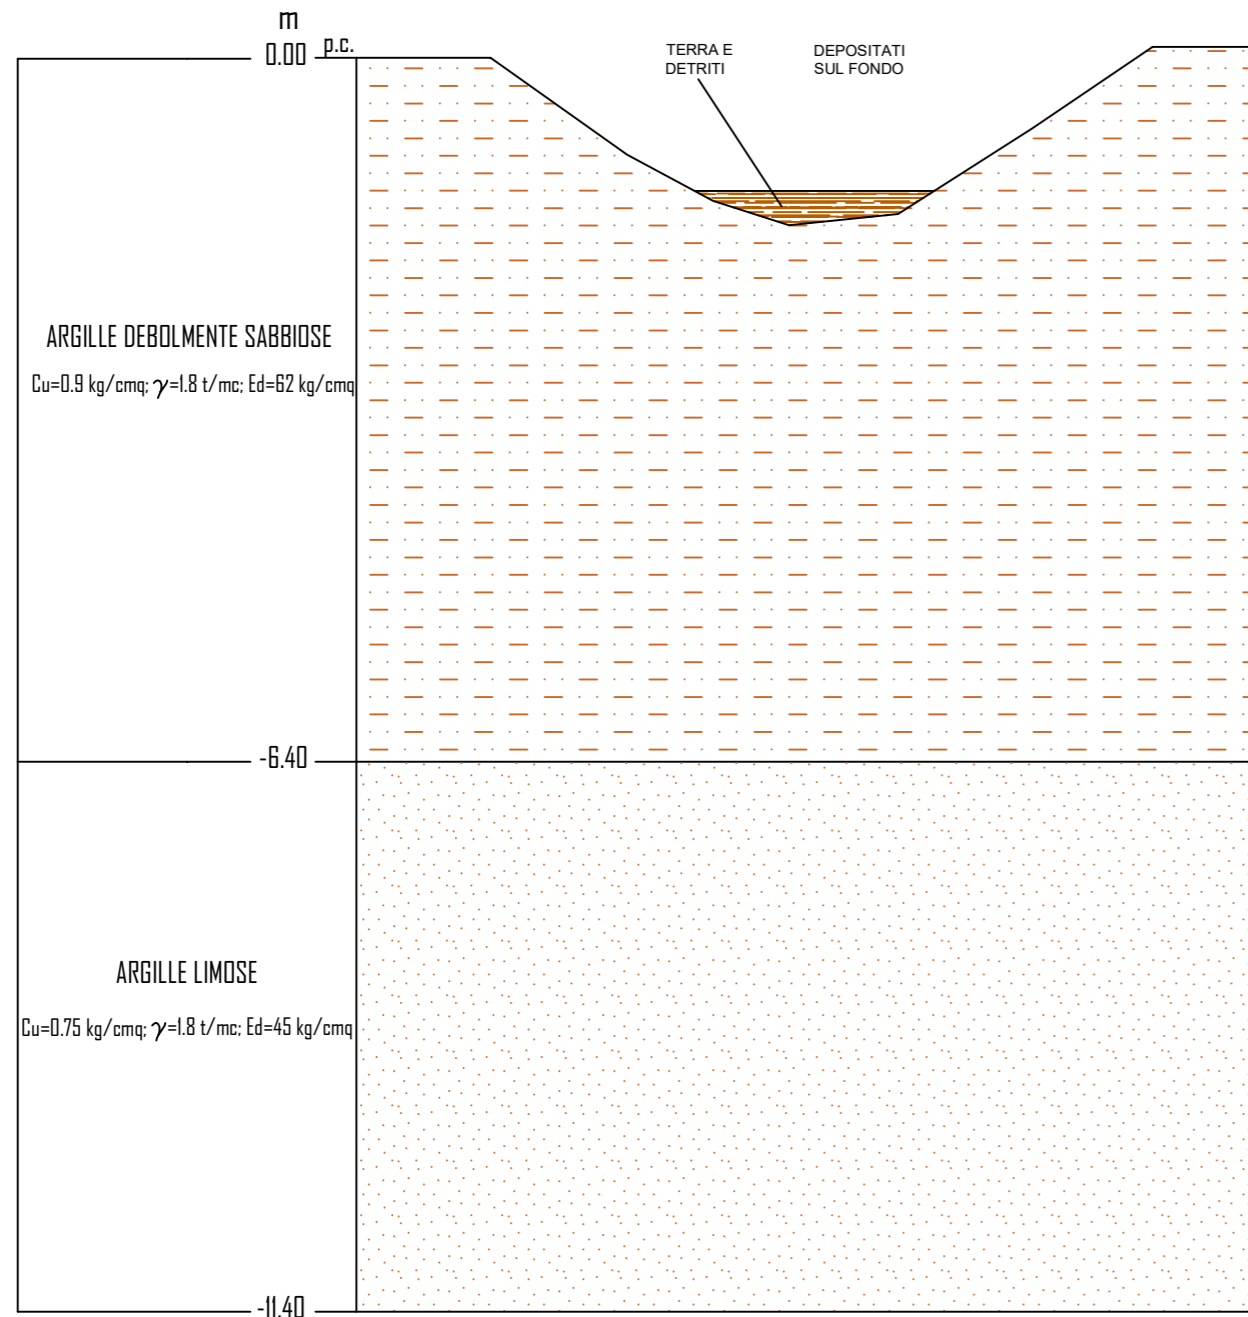 m
0.00 p.c.
TERRA E DEPOSITATI
DETRITI SUL FONDO
ARGILLE DEBOLMENTE SABBIOSE
Cu=0.9 kg/cmq; γ=1.8 t/mc; Ed=62 kg/cmq
-6.40
ARGILLE LIMOSE
Cu=0.75 kg/cmq; γ=1.8 t/mc; Ed=45 kg/cmq
-11.40